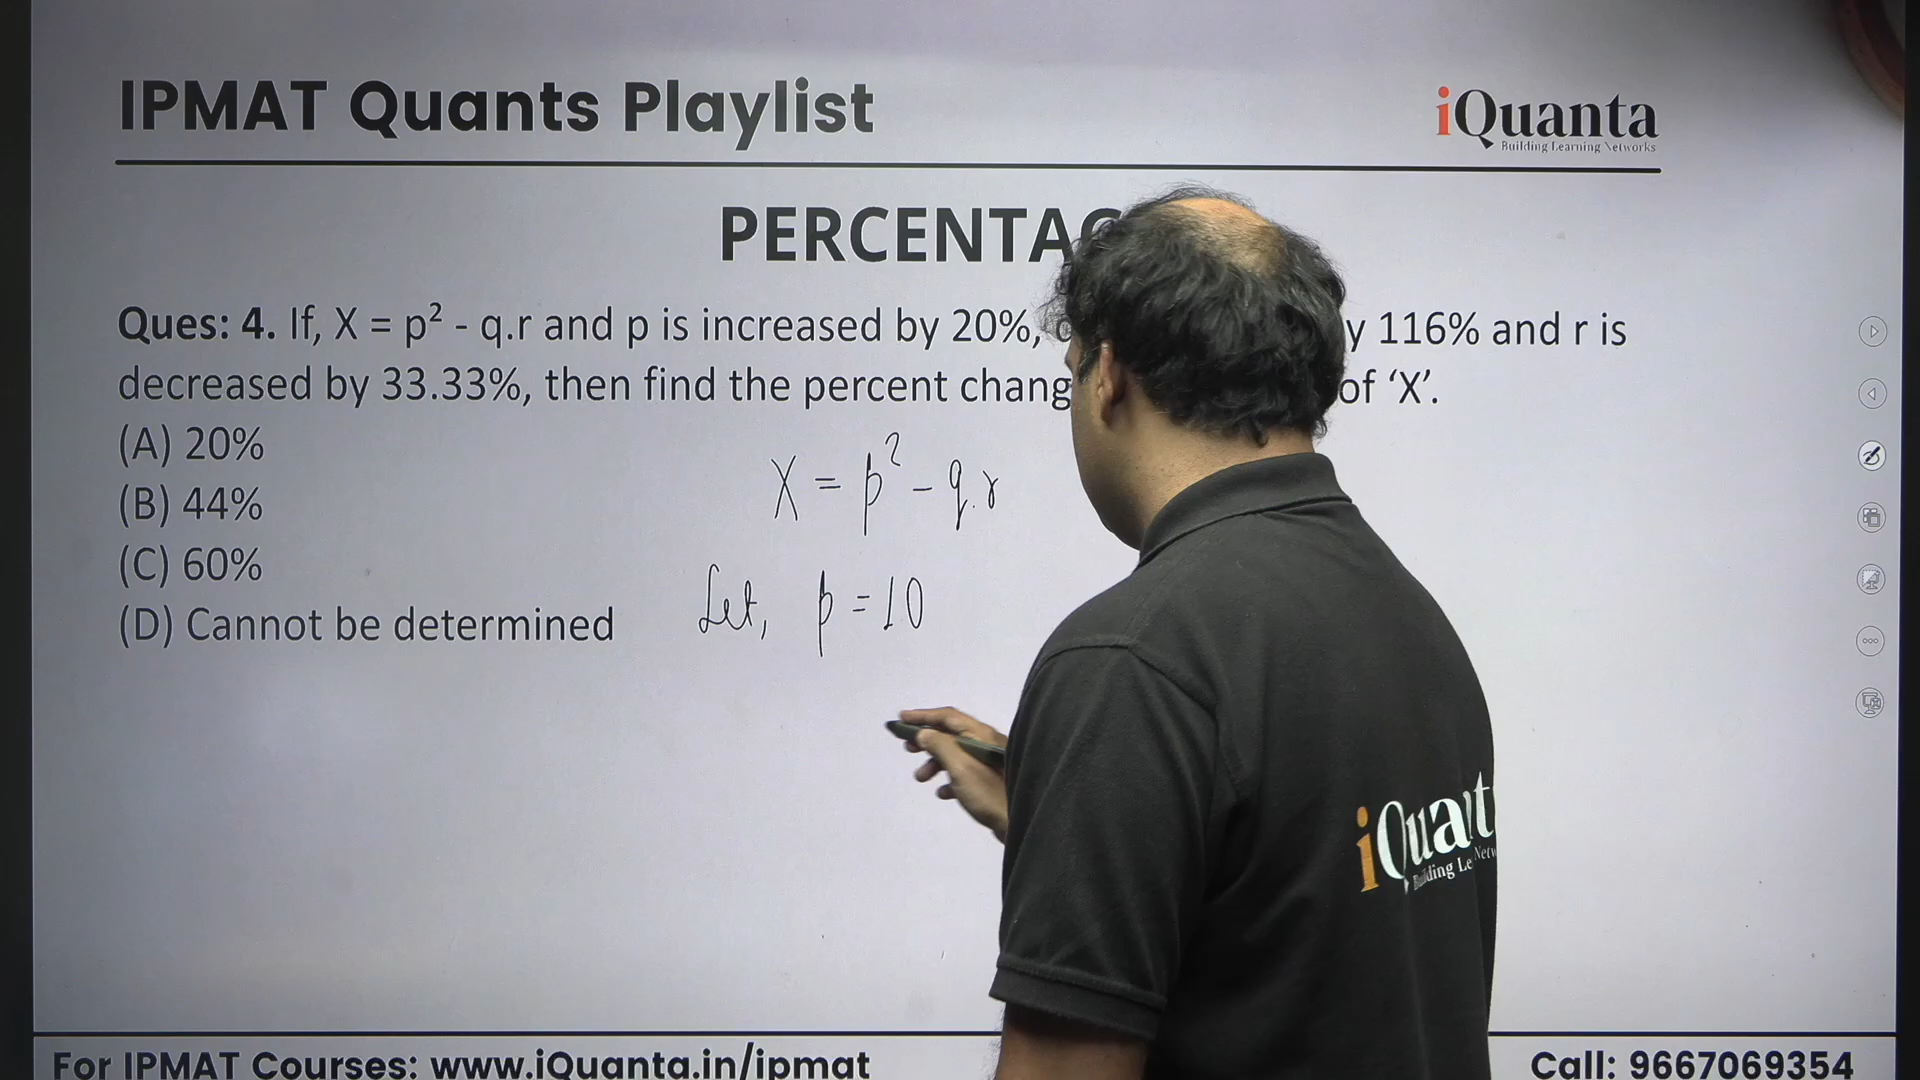 IPMAT Quants Playlist
iQuanta
Building Learning Networks
PERCENTAG
Ques: 4. If, X = p² - q.r and p is increased by 20%, y 116% and r is
decreased by 33.33%, then find the percent chang of ‘X’.
(A) 20%
(B) 44%
(C) 60%
(D) Cannot be determined
X = p² - q.r
Let, p = 10
iQuant
Building Le Netw
For IPMAT Courses: www.iQuanta.in/ipmat
Call: 9667069354